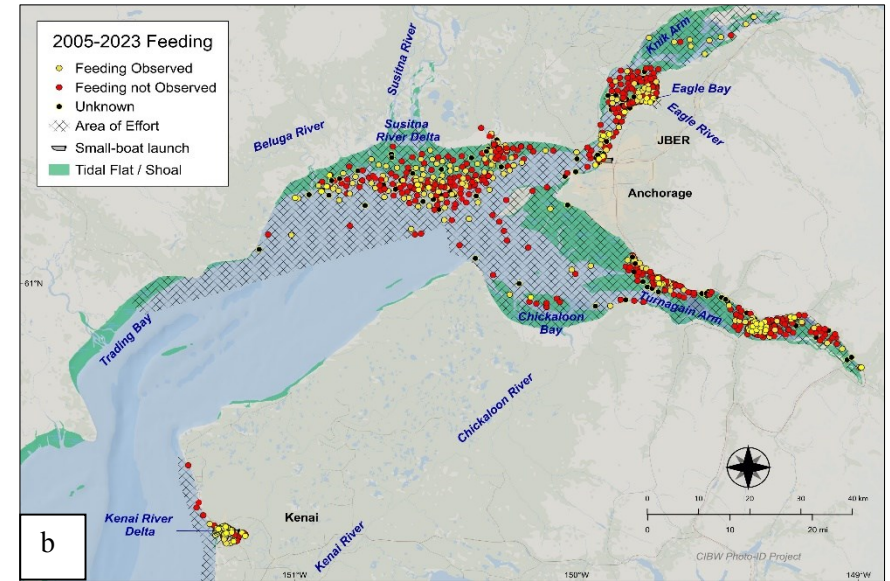 2005-2023 Feeding
Feeding Observed
Feeding not Observed
Unknown
Area of Effort
Small-boat launch
Tidal Flat / Shoal
Susitna River
Knik Arm
Eagle Bay
Eagle River
Beluga River
Susitna
River Delta
JBER
Anchorage
61°N
Trading Bay
Turnagain Arm
Chickaloon
Bay
Chickaloon River
Kenai River
Delta
Kenai
Kenai River
0 10 20 30 40 km
0 10 20 mi
b
CIBW Photo-ID Project
151°W
150°W
149°W